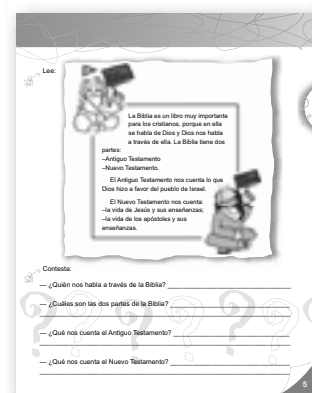 Lee:
La Biblia es un libro muy importante
para los cristianos, porque en ella
se habla de Dios y Dios nos habla
a través de ella. La Biblia tiene dos
partes:
–Antiguo Testamento
–Nuevo Testamento.
El Antiguo Testamento nos cuenta lo que
Dios hizo a favor del pueblo de Israel.
El Nuevo Testamento nos cuenta:
–la vida de Jesús y sus enseñanzas;
–la vida de los apóstoles y sus
enseñanzas.
Contesta:
— ¿Quién nos habla a través de la Biblia?
— ¿Cuáles son las dos partes de la Biblia?
— ¿Qué nos cuenta el Antiguo Testamento?
— ¿Qué nos cuenta el Nuevo Testamento?
5